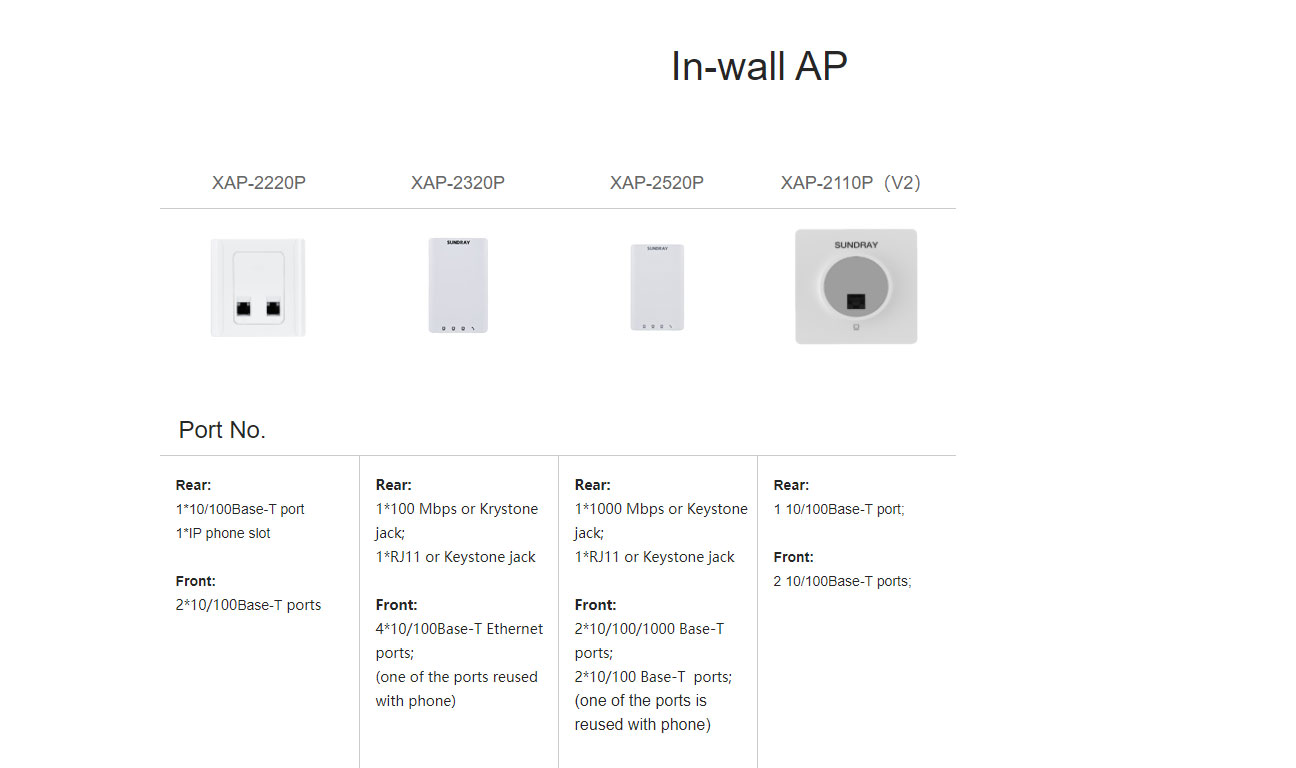 In-wall AP
XAP-2220P
XAP-2320P
XAP-2520P
XAP-2110P（V2）
SUNDRAY
SUNDRAY
SUNDRAY
Port No.
Rear:
1*10/100Base-T port
1*IP phone slot
Front:
2*10/100Base-T ports
Rear:
1*100 Mbps or Krystone
jack;
1*RJ11 or Keystone jack
Front:
4*10/100Base-T Ethernet
ports;
(one of the ports reused
with phone)
Rear:
1*1000 Mbps or Keystone
jack;
1*RJ11 or Keystone jack
Front:
2*10/100/1000 Base-T
ports;
2*10/100 Base-T  ports;
(one of the ports is
reused with phone)
Rear:
1 10/100Base-T port;
Front:
2 10/100Base-T ports;